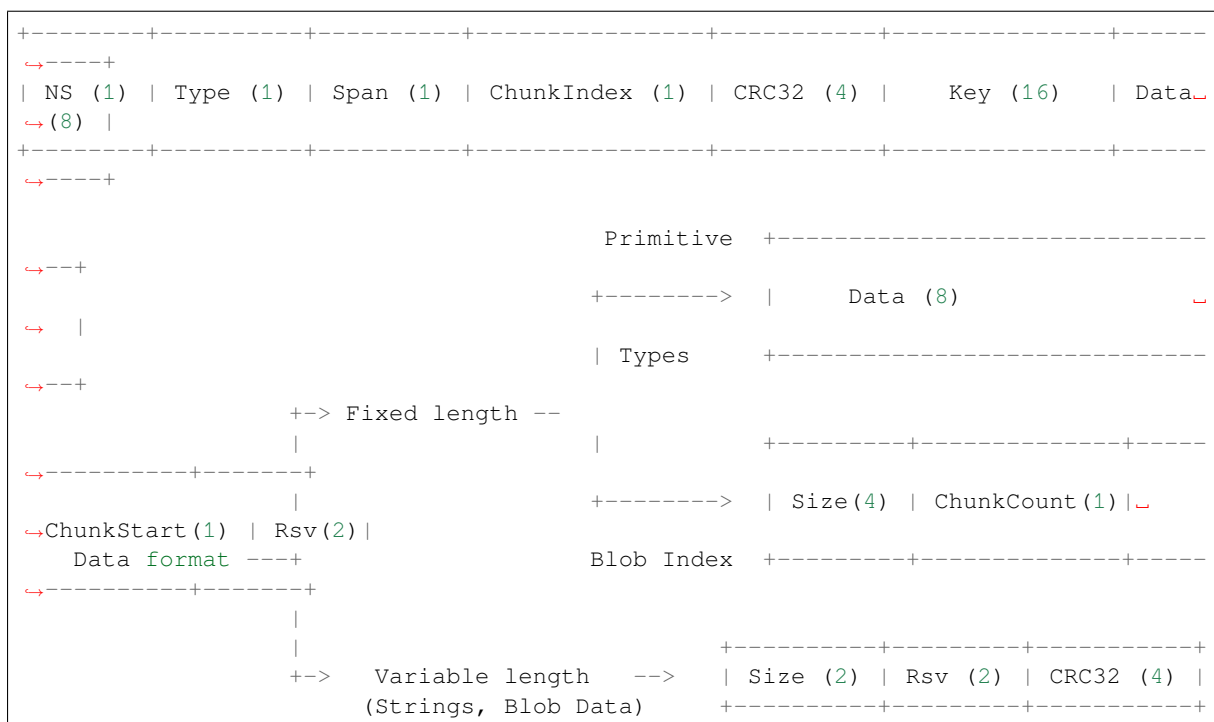 +--------+----------+----------+---------------+-----------+--------------+------
↪----+
| NS (1) | Type (1) | Span (1) | ChunkIndex (1) | CRC32 (4) |    Key (16)   | Data␣
↪(8) |
+--------+----------+----------+---------------+-----------+--------------+------
↪----+
Primitive  +-------------------------------
↪--+
+-------->  |     Data (8)               ␣
↪  |
| Types     +-------------------------------
↪--+
+-> Fixed length --
|                   |           +---------+--------------+-----
↪----------+-------+
|                   +-------->  | Size(4) | ChunkCount(1)|␣
↪ChunkStart(1) | Rsv(2)|
Data format ---+                   Blob Index  +---------+--------------+-----
↪----------+-------+
|
|                             +----------+---------+-----------+
+->   Variable length   -->   | Size (2) | Rsv (2) | CRC32 (4) |
(Strings, Blob Data)     +----------+---------+-----------+